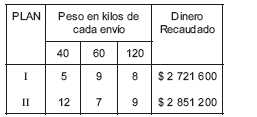 PLAN Peso en kilos de Dinero
cada envío Recaudado
40 60 120
I 5 9 8 $ 2 721 600
II 12 7 9 $ 2 851 200